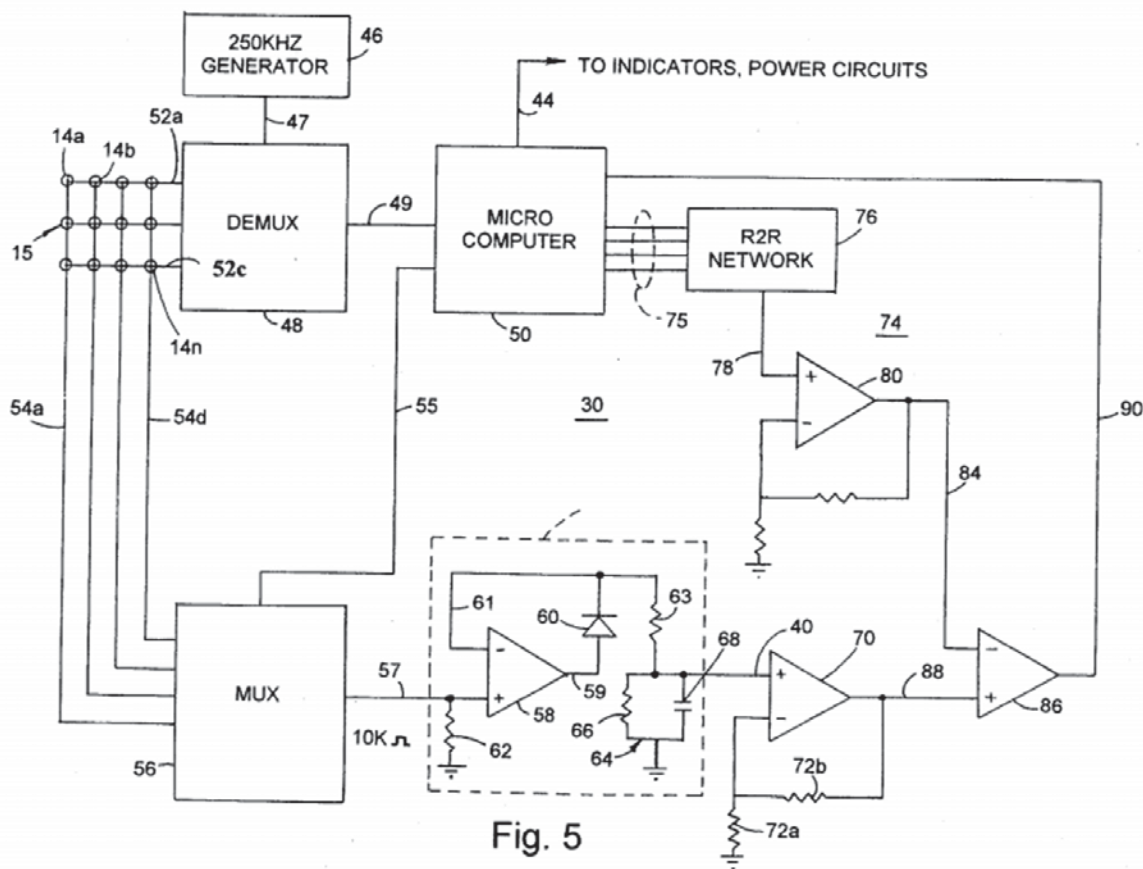 250KHZ
GENERATOR
46
TO INDICATORS, POWER CIRCUITS
47
44
52a
14a
14b
DEMUX
49
MICRO
COMPUTER
R2R
NETWORK
76
15
52c
75
48
14n
50
74
78
80
54a
54d
55
30
90
84
61
60
63
68
40
70
MUX
57
59
58
88
86
56
10K
62
66
64
72b
72a
Fig. 5
+
-
-
+
+
-
-
+